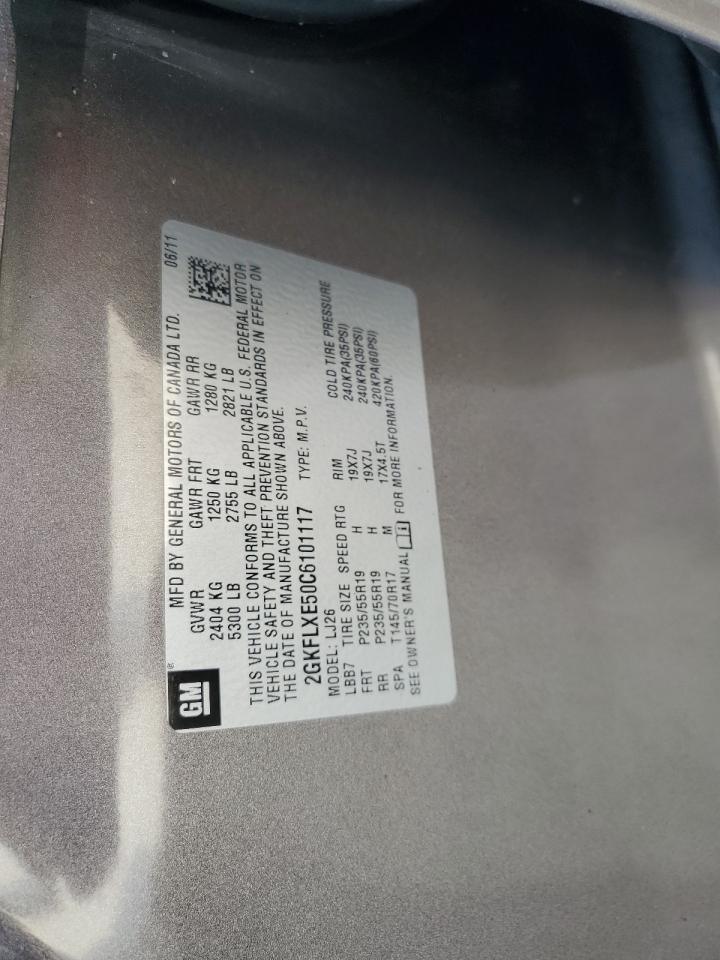 GM® MFD BY GENERAL MOTORS OF CANADA LTD. 06/11
GVWR GAWR FRT GAWR RR
2404 KG 1250 KG 1280 KG
5300 LB 2755 LB 2821 LB
THIS VEHICLE CONFORMS TO ALL APPLICABLE U.S. FEDERAL MOTOR
VEHICLE SAFETY AND THEFT PREVENTION STANDARDS IN EFFECT ON
THE DATE OF MANUFACTURE SHOWN ABOVE.
2GKFLXE50C6101117 TYPE: M.P.V.
MODEL: LJ26
LBB7 TIRE SIZE SPEED RTG RIM COLD TIRE PRESSURE
FRT P235/55R19 H 19X7J 240KPA(35PSI)
RR P235/55R19 H 19X7J 240KPA(35PSI)
SPA T145/70R17 M 17X4.5T 420KPA(60PSI)
SEE OWNER'S MANUAL FOR MORE INFORMATION.